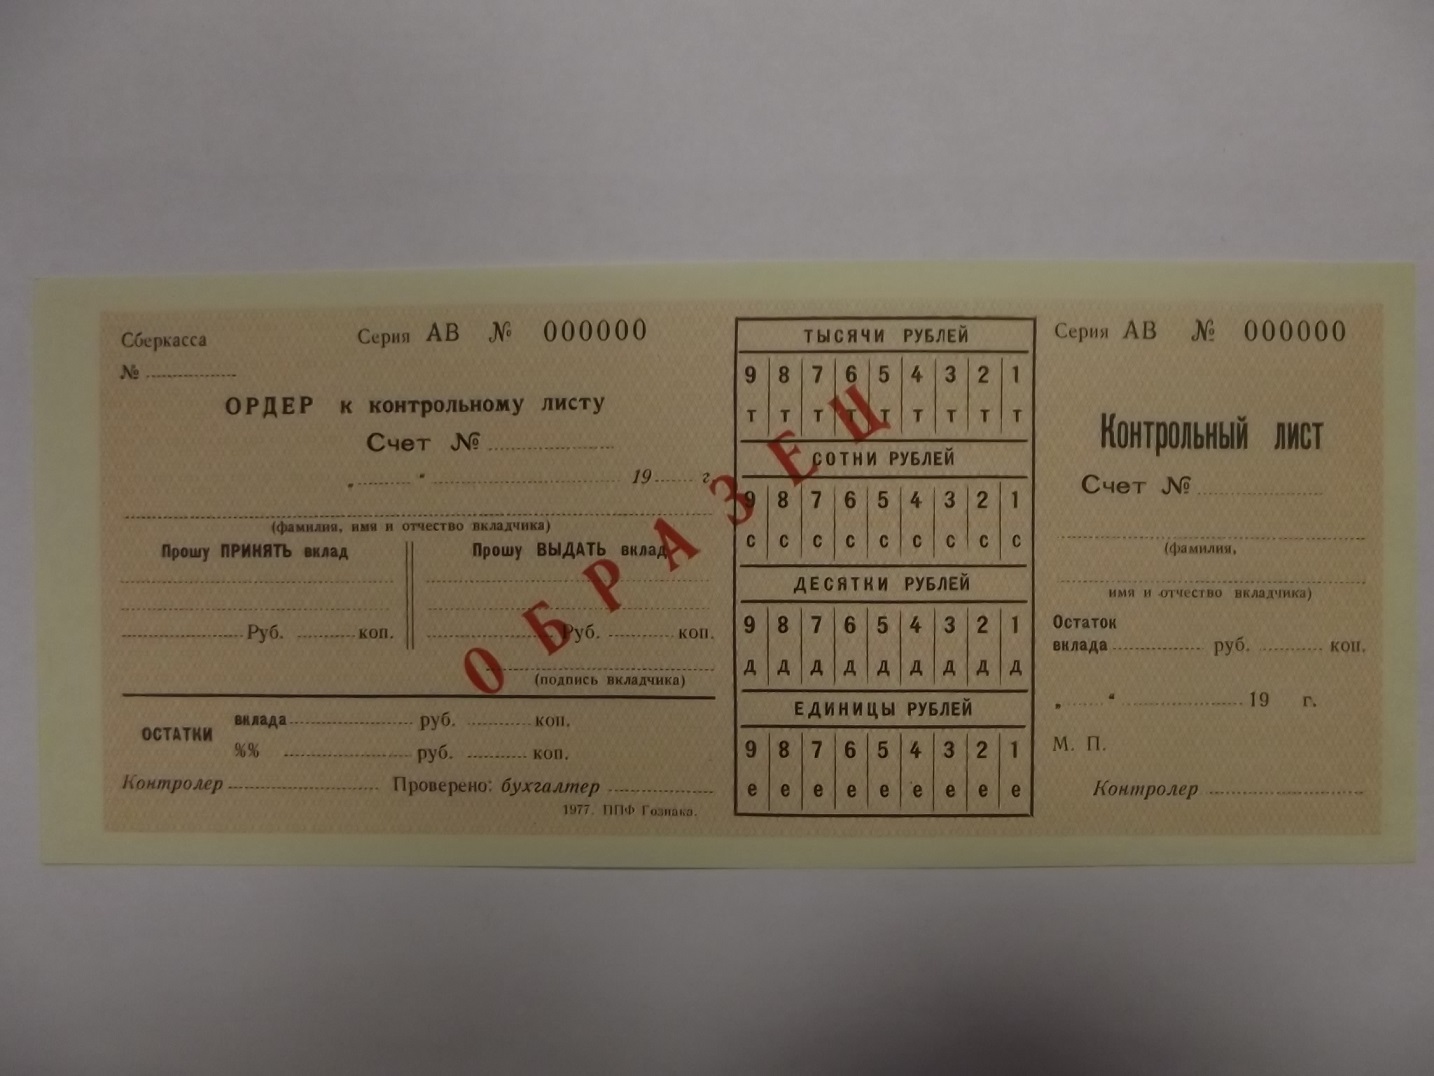 Сберкасса
№
Серия АВ № 000000
ОРДЕР к контрольному листу
Счет №
„ “ 19 г.
(фамилия, имя и отчество вкладчика)
Прошу ПРИНЯТЬ вклад
Руб. коп.
Прошу ВЫДАТЬ вклад
Руб. коп.
(подпись вкладчика)
ОСТАТКИ
вклада руб. коп.
%% руб. коп.
Контролер Проверено: бухгалтер
1977. ППФ Гознака.
ОБРАЗЕЦ
ТЫСЯЧИ РУБЛЕЙ
9 8 7 6 5 4 3 2 1
т т т т т т т т т
СОТНИ РУБЛЕЙ
9 8 7 6 5 4 3 2 1
с с с с с с с с с
ДЕСЯТКИ РУБЛЕЙ
9 8 7 6 5 4 3 2 1
д д д д д д д д д
ЕДИНИЦЫ РУБЛЕЙ
9 8 7 6 5 4 3 2 1
е е е е е е е е е
Серия АВ № 000000
Контрольный лист
Счет №
(фамилия,
имя и отчество вкладчика)
Остаток
вклада руб. коп.
„ “ 19 г.
М. П.
Контролер